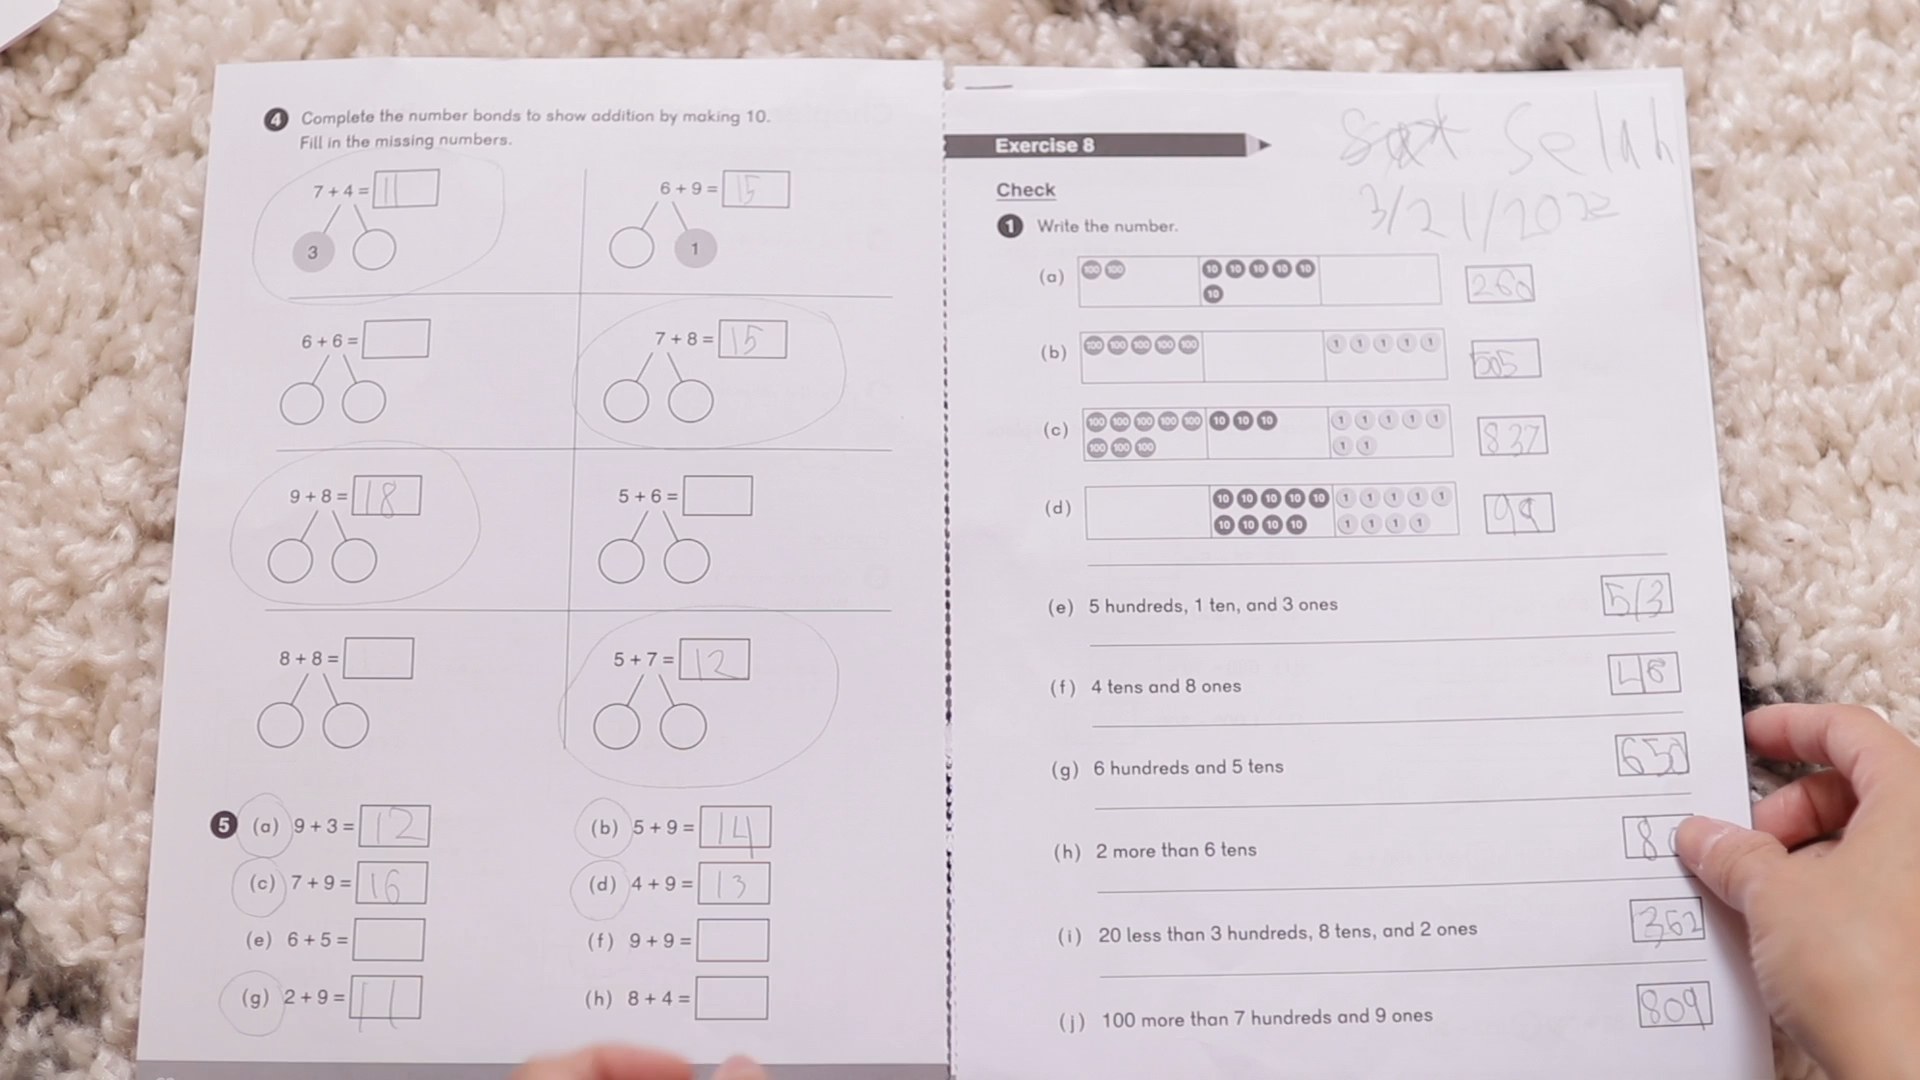 4 Complete the number bonds to show addition by making 10.
Fill in the missing numbers.
7 + 4 = 11
3
6 + 9 = 15
1
6 + 6 =
7 + 8 = 15
9 + 8 = 18
5 + 6 =
8 + 8 =
5 + 7 = 12
5 (a) 9 + 3 = 12
(b) 5 + 9 = 14
(c) 7 + 9 = 16
(d) 4 + 9 = 13
(e) 6 + 5 =
(f) 9 + 9 =
(g) 2 + 9 = 11
(h) 8 + 4 =
Selah
3/21/2022
Exercise 8
Check
1 Write the number.
(a) 100 100 10 10 10 10 10 260
10
(b) 100 100 100 100 100 1 1 1 1 1 505
(c) 100 100 100 100 100 10 10 10 1 1 1 1 1 837
100 100 100 1 1
(d) 10 10 10 10 10 1 1 1 1 1 99
10 10 10 10 1 1 1 1
(e) 5 hundreds, 1 ten, and 3 ones 513
(f) 4 tens and 8 ones 48
(g) 6 hundreds and 5 tens 650
(h) 2 more than 6 tens 8
(i) 20 less than 3 hundreds, 8 tens, and 2 ones 362
(j) 100 more than 7 hundreds and 9 ones 809